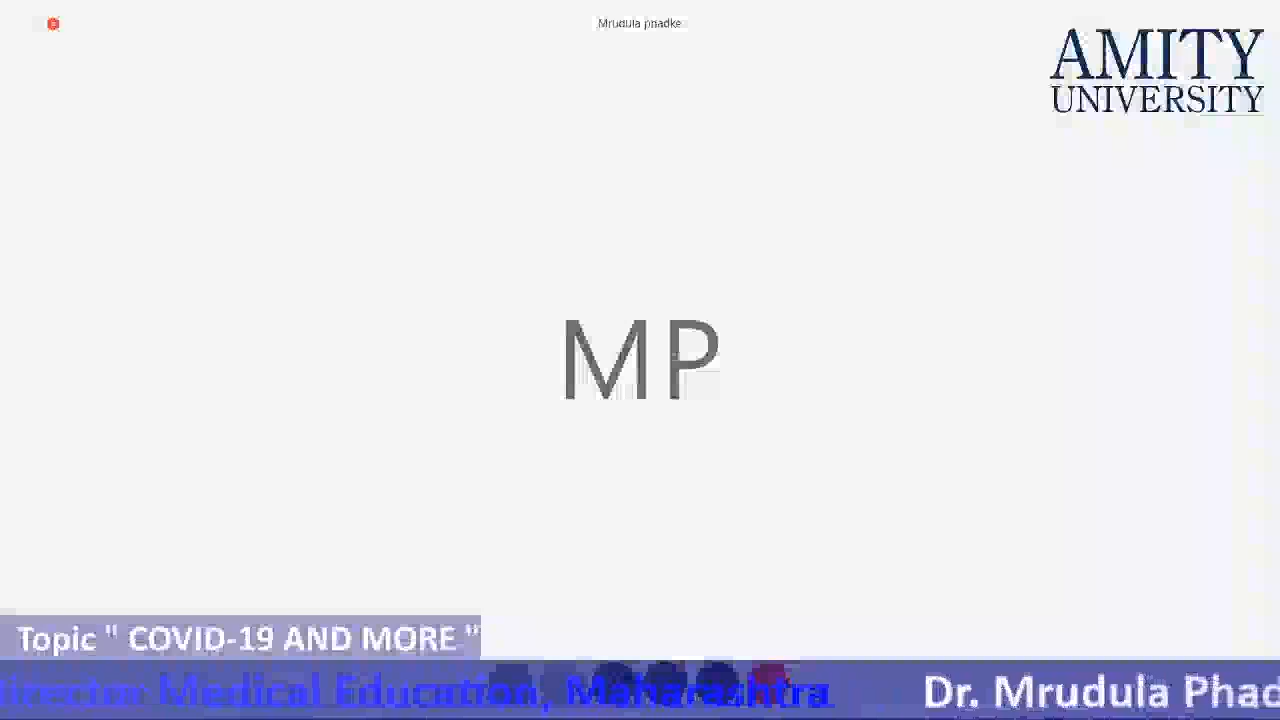 Mrudula phadke
AMITY
UNIVERSITY
MP
Topic " COVID-19 AND MORE "
Medical Education, Maharashtra Dr. Mrudula Phad